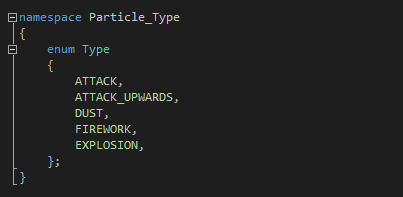 namespace Particle_Type
{
enum Type
{
ATTACK,
ATTACK_UPWARDS,
DUST,
FIREWORK,
EXPLOSION,
};
}